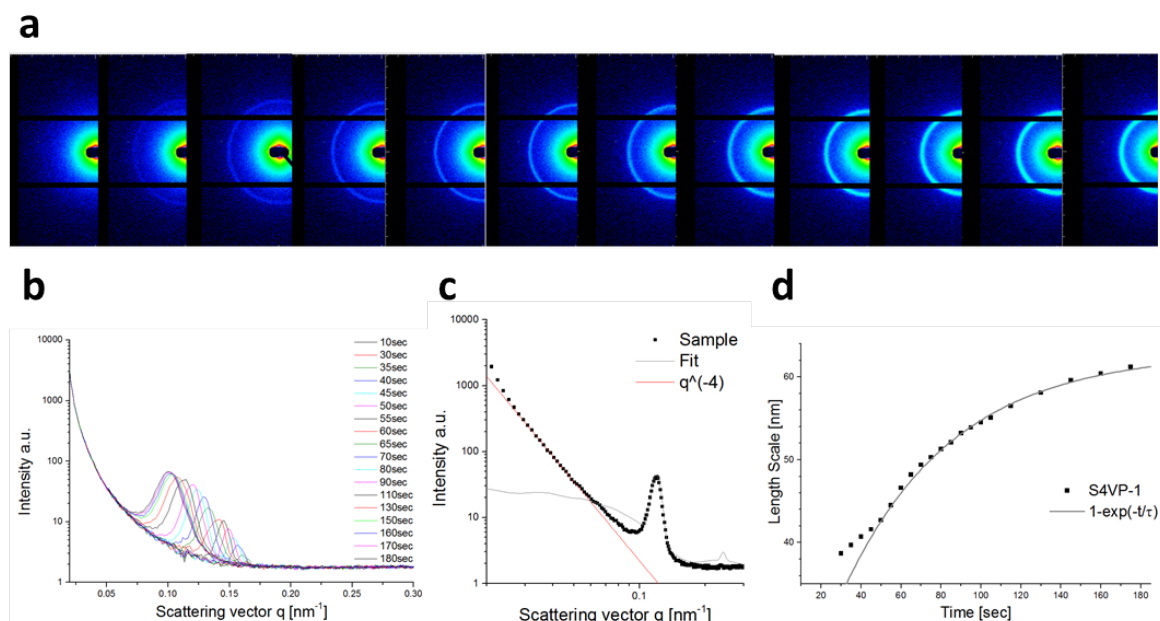 a
b
10000
1000
100
10
1
Intensity a.u.
0.05
0.10
0.15
0.20
0.25
0.30
Scattering vector q [nm⁻¹]
10sec
30sec
35sec
40sec
45sec
50sec
55sec
60sec
65sec
70sec
80sec
90sec
110sec
130sec
150sec
160sec
170sec
180sec
c
10000
1000
100
10
1
Intensity a.u.
0.1
Scattering vector q [nm⁻¹]
Sample
Fit
q^(-4)
d
60
50
40
Length Scale [nm]
20 40 60 80 100 120 140 160 180
Time [sec]
S4VP-1
1-exp(-t/τ)